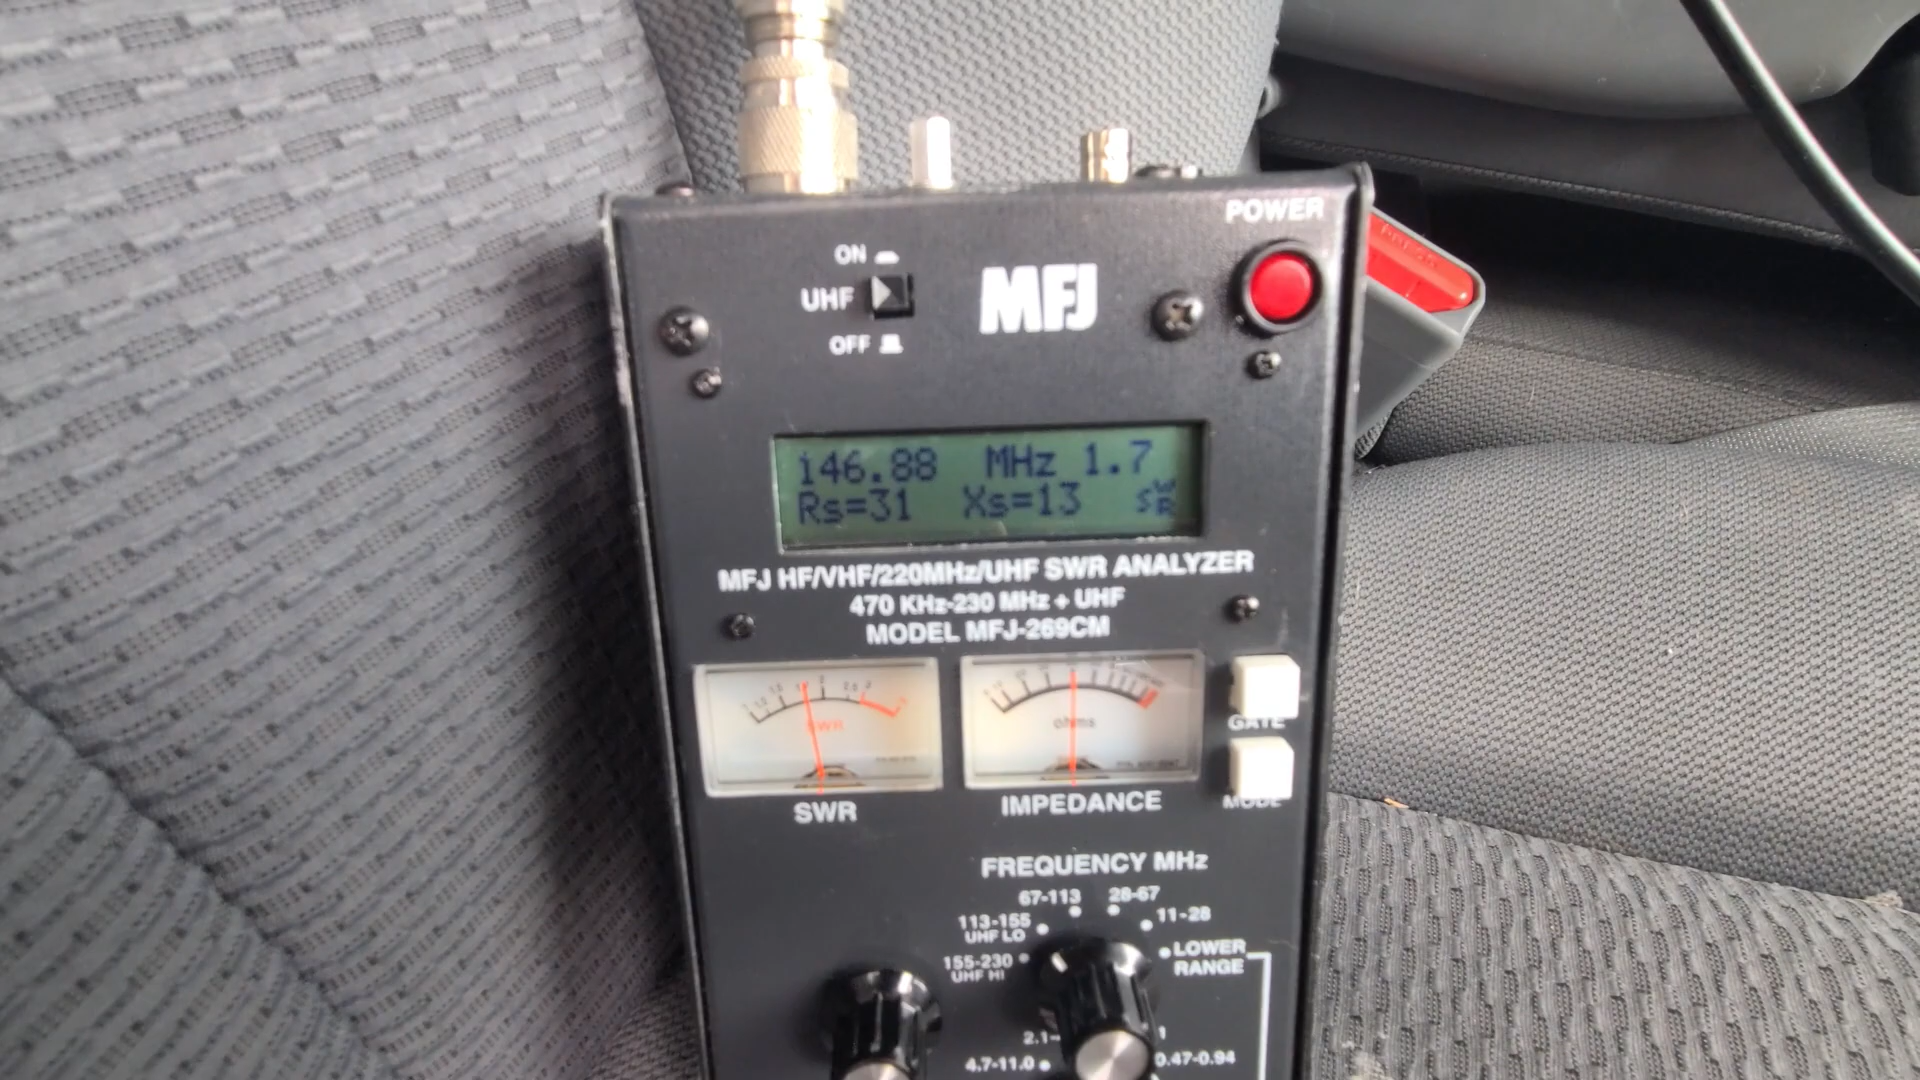 POWER
ON
UHF
OFF
MFJ
146.88 MHz 1.7
Rs=31 Xs=13 SWR
MFJ HF/VHF/220MHz/UHF SWR ANALYZER
470 KHz-230 MHz + UHF
MODEL MFJ-269CM
SWR
ohms
GATE
MODE
SWR
IMPEDANCE
FREQUENCY MHz
67-113
28-67
113-155
UHF LO
11-28
155-230
UHF HI
LOWER
RANGE
2.1-
1
4.7-11.0
0.47-0.94